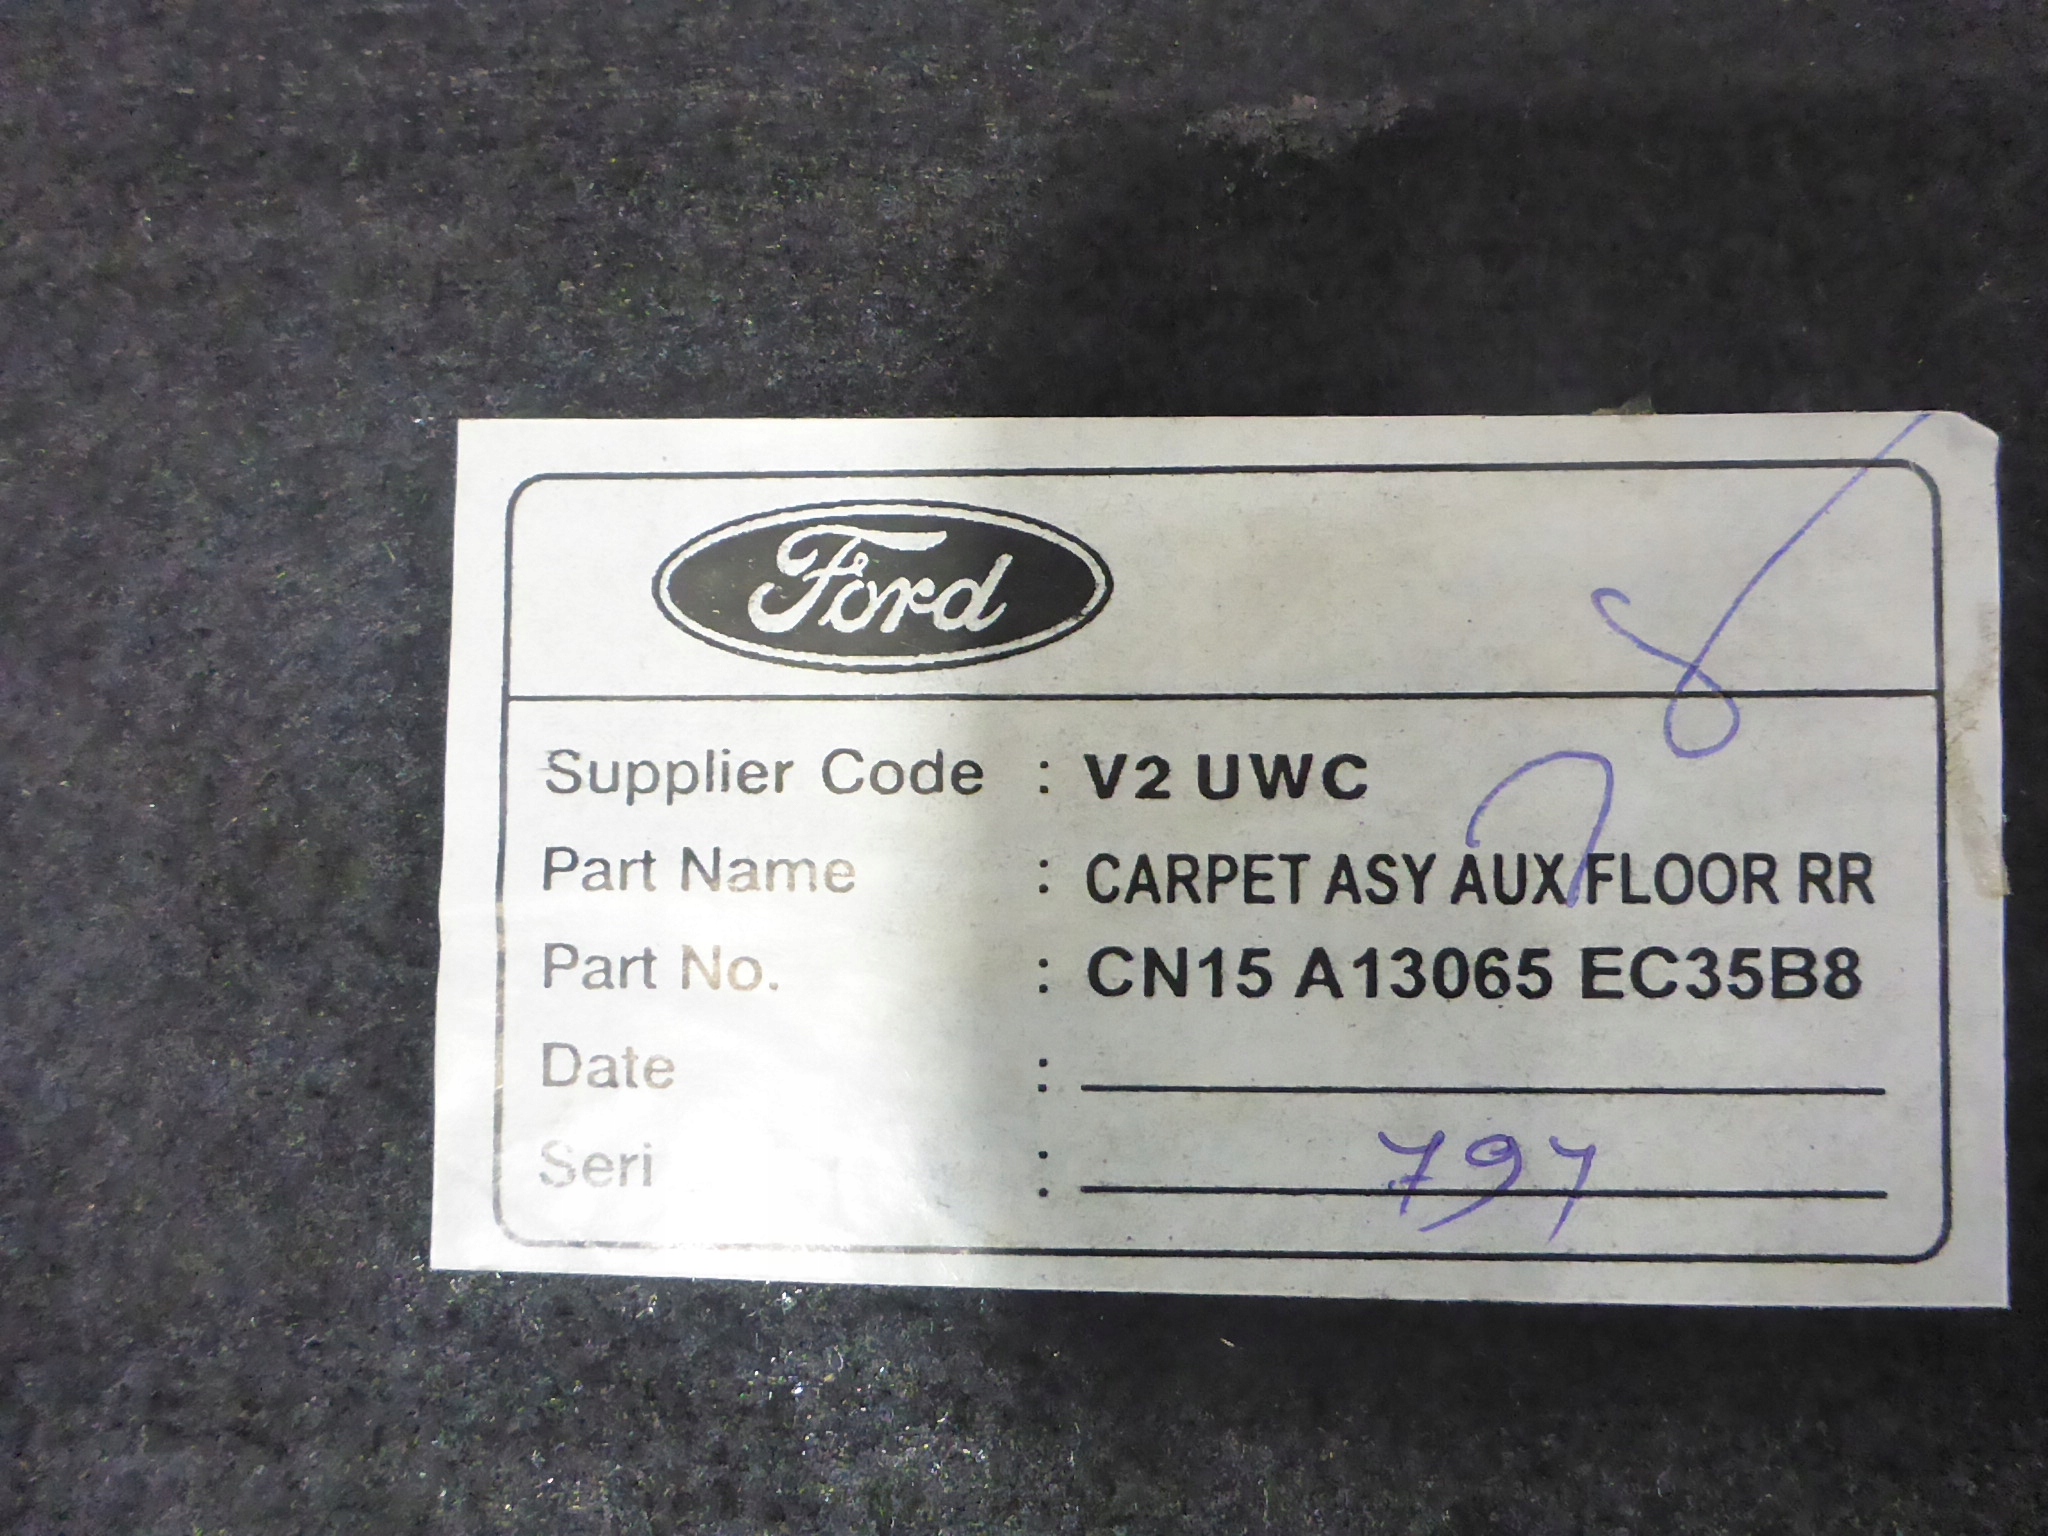 Ford
8
Supplier Code : V2 UWC
Part Name : CARPET ASY AUX FLOOR RR
Part No. : CN15 A13065 EC35B8
Date :
Seri : 797